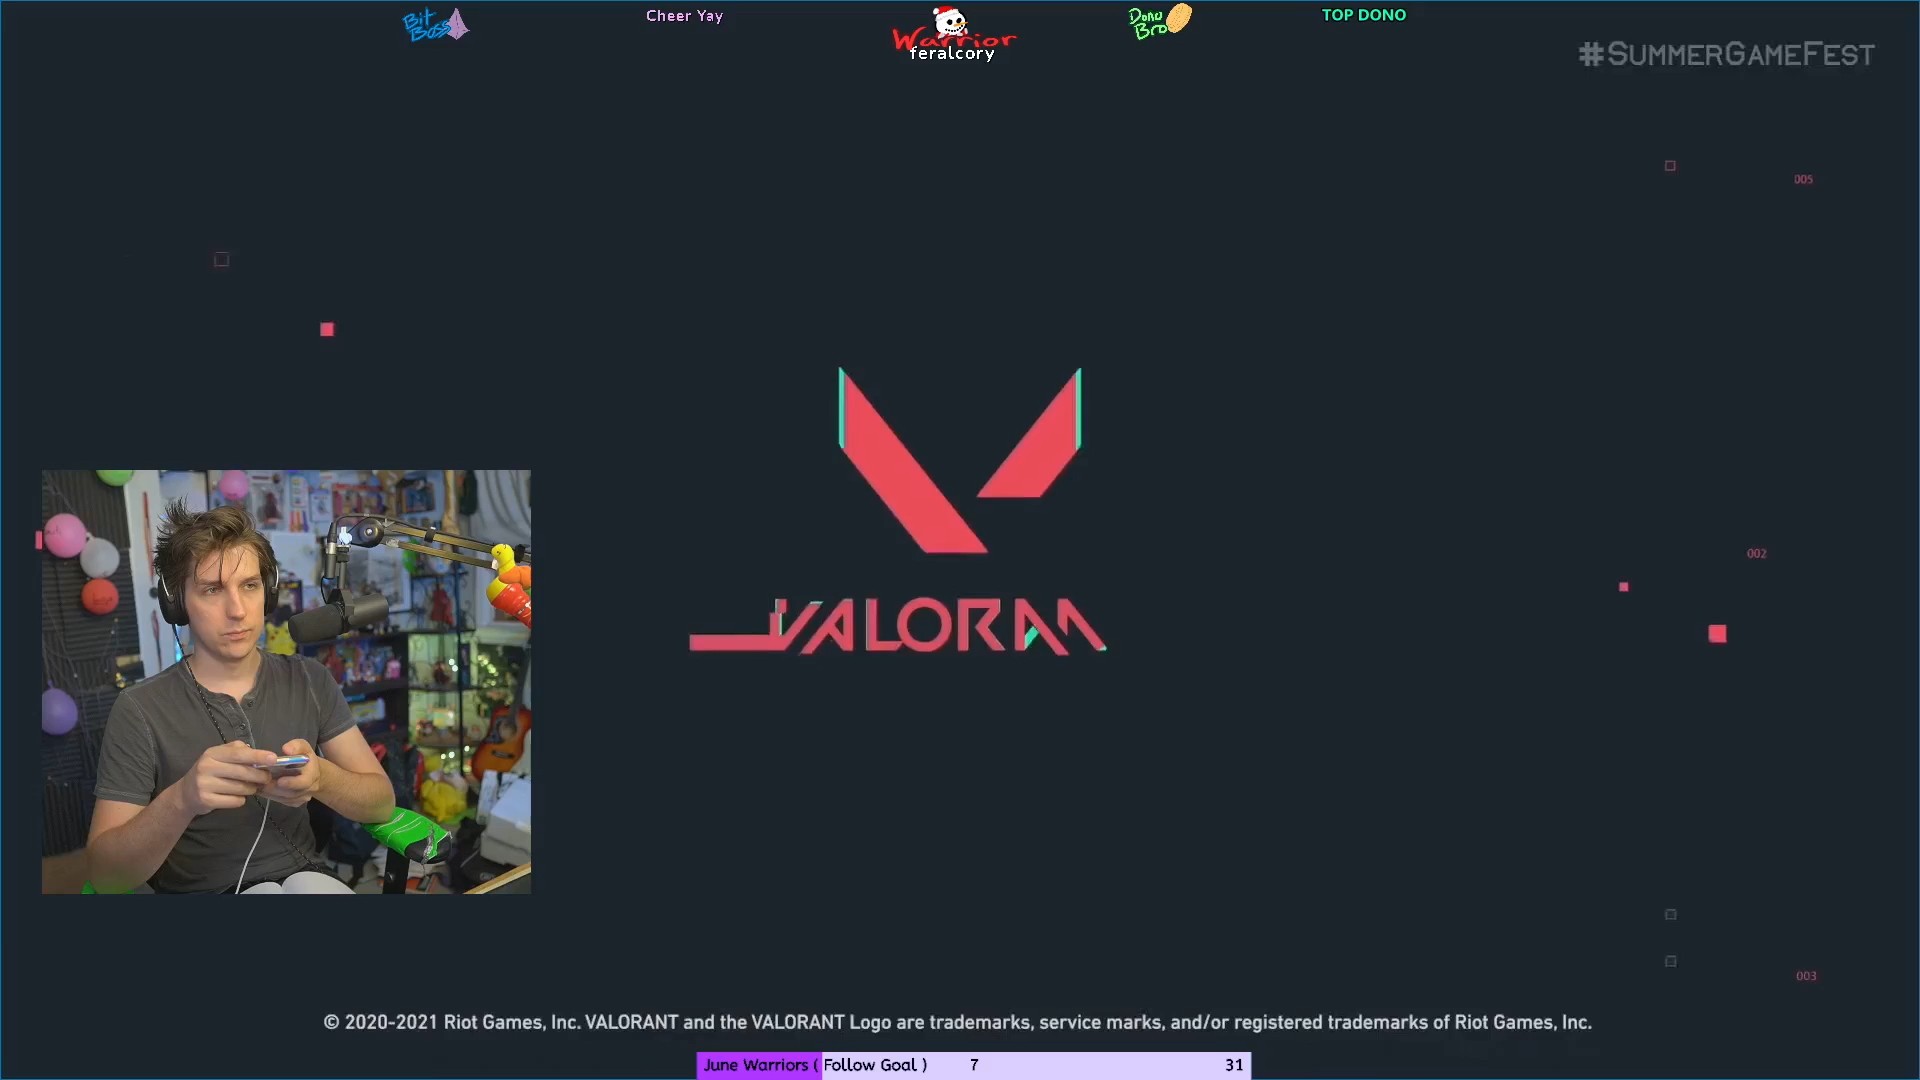 Bit Boss
Cheer Yay
Warrior
feralcory
Dono Bro
TOP DONO
#SUMMERGAMEFEST
005
002
VALORAN
003
© 2020-2021 Riot Games, Inc. VALORANT and the VALORANT Logo are trademarks, service marks, and/or registered trademarks of Riot Games, Inc.
June Warriors ( Follow Goal ) 7 31